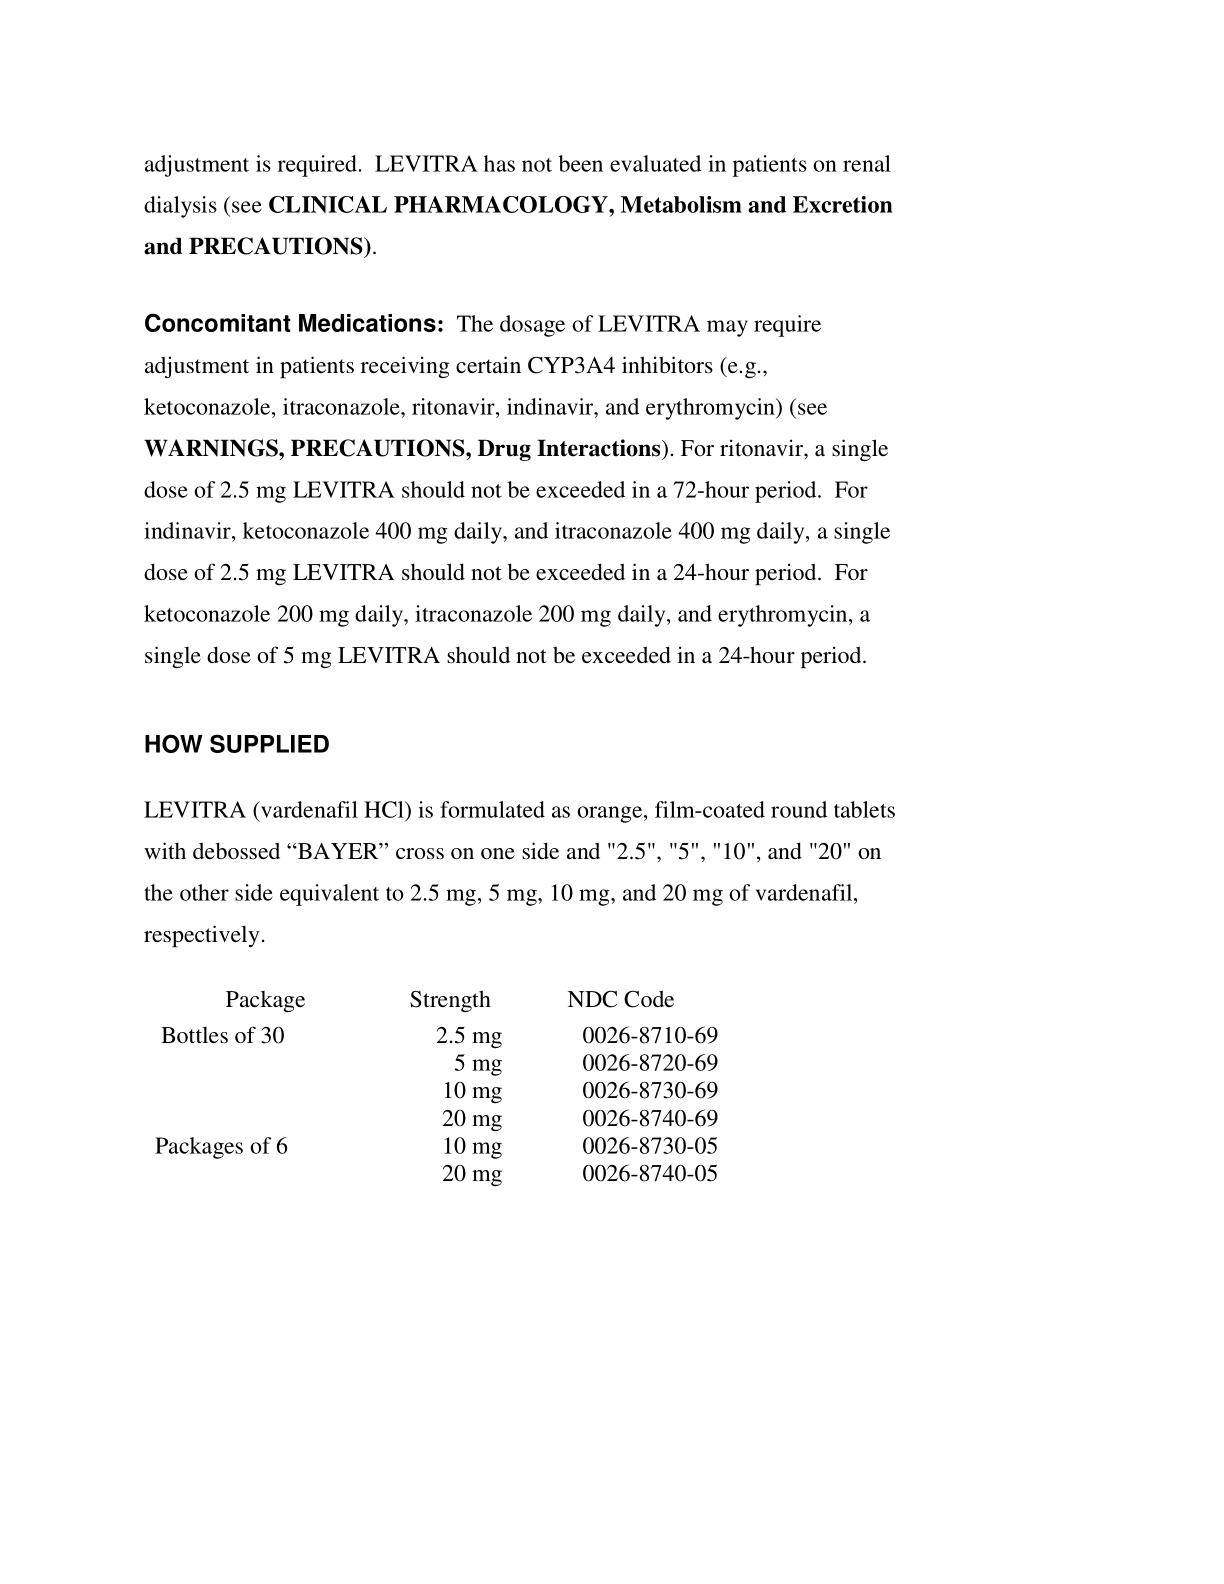 adjustment is required.  LEVITRA has not been evaluated in patients on renal
dialysis (see CLINICAL PHARMACOLOGY, Metabolism and Excretion
and PRECAUTIONS).
Concomitant Medications:  The dosage of LEVITRA may require
adjustment in patients receiving certain CYP3A4 inhibitors (e.g.,
ketoconazole, itraconazole, ritonavir, indinavir, and erythromycin) (see
WARNINGS, PRECAUTIONS, Drug Interactions). For ritonavir, a single
dose of 2.5 mg LEVITRA should not be exceeded in a 72-hour period.  For
indinavir, ketoconazole 400 mg daily, and itraconazole 400 mg daily, a single
dose of 2.5 mg LEVITRA should not be exceeded in a 24-hour period.  For
ketoconazole 200 mg daily, itraconazole 200 mg daily, and erythromycin, a
single dose of 5 mg LEVITRA should not be exceeded in a 24-hour period.
HOW SUPPLIED
LEVITRA (vardenafil HCl) is formulated as orange, film-coated round tablets
with debossed “BAYER” cross on one side and "2.5", "5", "10", and "20" on
the other side equivalent to 2.5 mg, 5 mg, 10 mg, and 20 mg of vardenafil,
respectively.
Package Strength NDC Code
Bottles of 30 2.5 mg 0026-8710-69
5 mg 0026-8720-69
10 mg 0026-8730-69
20 mg 0026-8740-69
Packages of 6 10 mg 0026-8730-05
20 mg 0026-8740-05